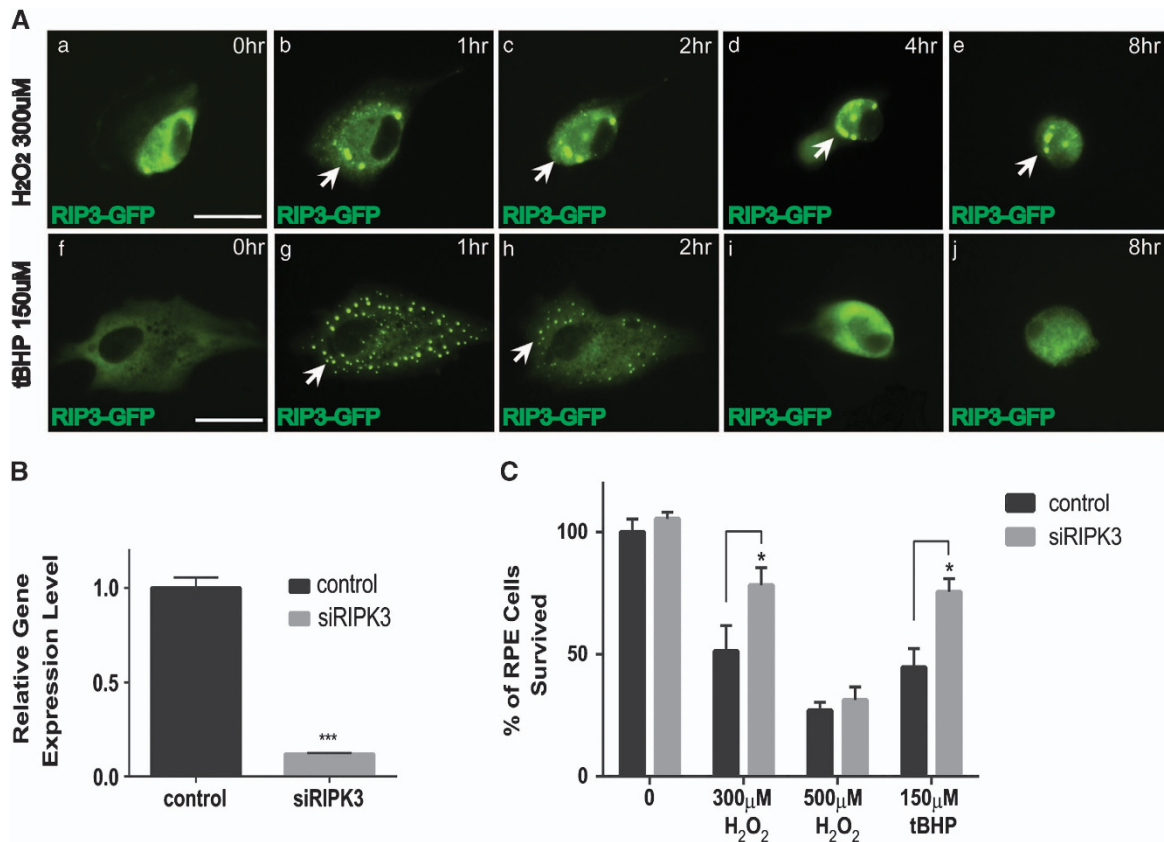 A
H2O2 300uM
a 0hr
b 1hr
c 2hr
d 4hr
e 8hr
RIP3-GFP
RIP3-GFP
RIP3-GFP
RIP3-GFP
RIP3-GFP
tBHP 150uM
f 0hr
g 1hr
h 2hr
i
j 8hr
RIP3-GFP
RIP3-GFP
RIP3-GFP
RIP3-GFP
RIP3-GFP
B
Relative Gene
Expression Level
1.0
0.5
0.0
control
siRIPK3
***
control
siRIPK3
C
% of RPE Cells
Survived
100
50
0
control
siRIPK3
*
*
0
300μM
H2O2
500μM
H2O2
150μM
tBHP